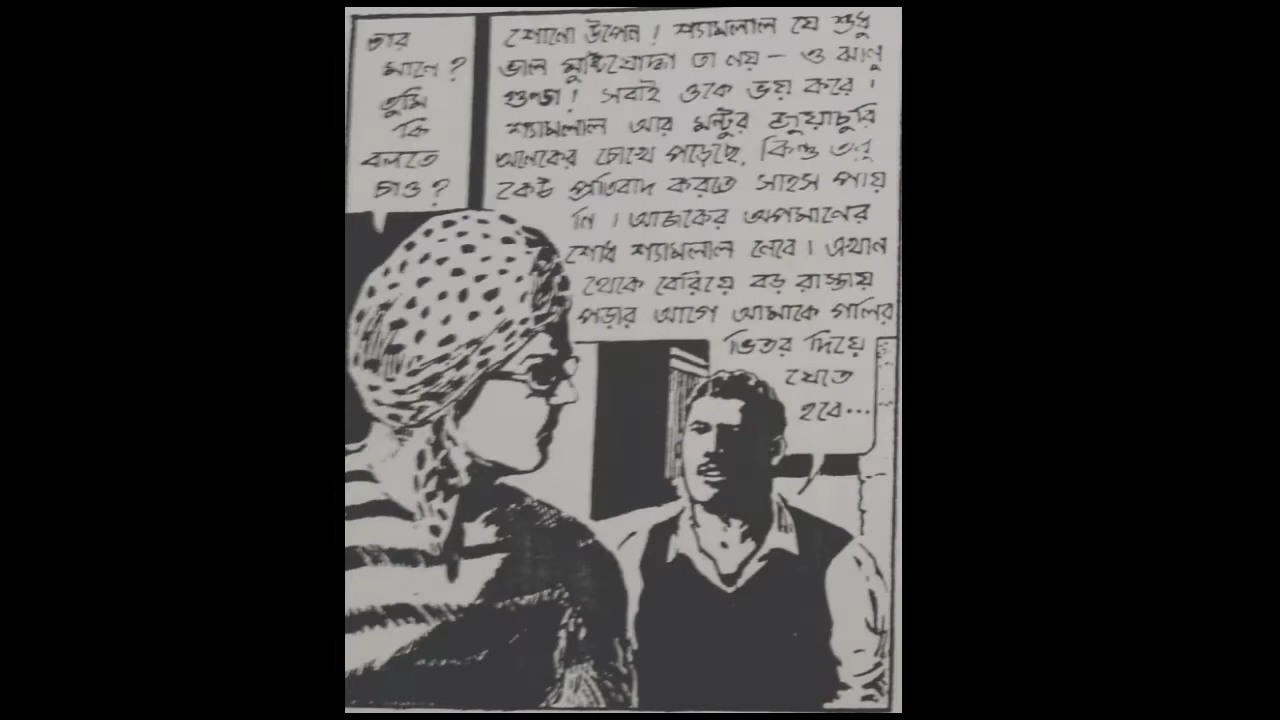 তার
মানে?
তুমি
কি
বলতে
চাও?
শোনো উপেন! শ্যামলাল যে শুধু
ভাল মুষ্টিযোদ্ধা তা নয় — ও ঝানু
গুণ্ডা! সবাই ওকে ভয় করে।
শ্যামলাল আর মন্টুর জুয়াচুরি
অনেকের চোখে পড়েছে, কিন্তু তবু
কেউ প্রতিবাদ করতে সাহস পায়
নি। আজকের অপমানের
শোধ শ্যামলাল নেবে। এখান
থেকে বেরিয়ে বড় রাস্তায়
পড়ার আগে আমাকে গলির
ভিতর দিয়ে
যেতে
হবে...